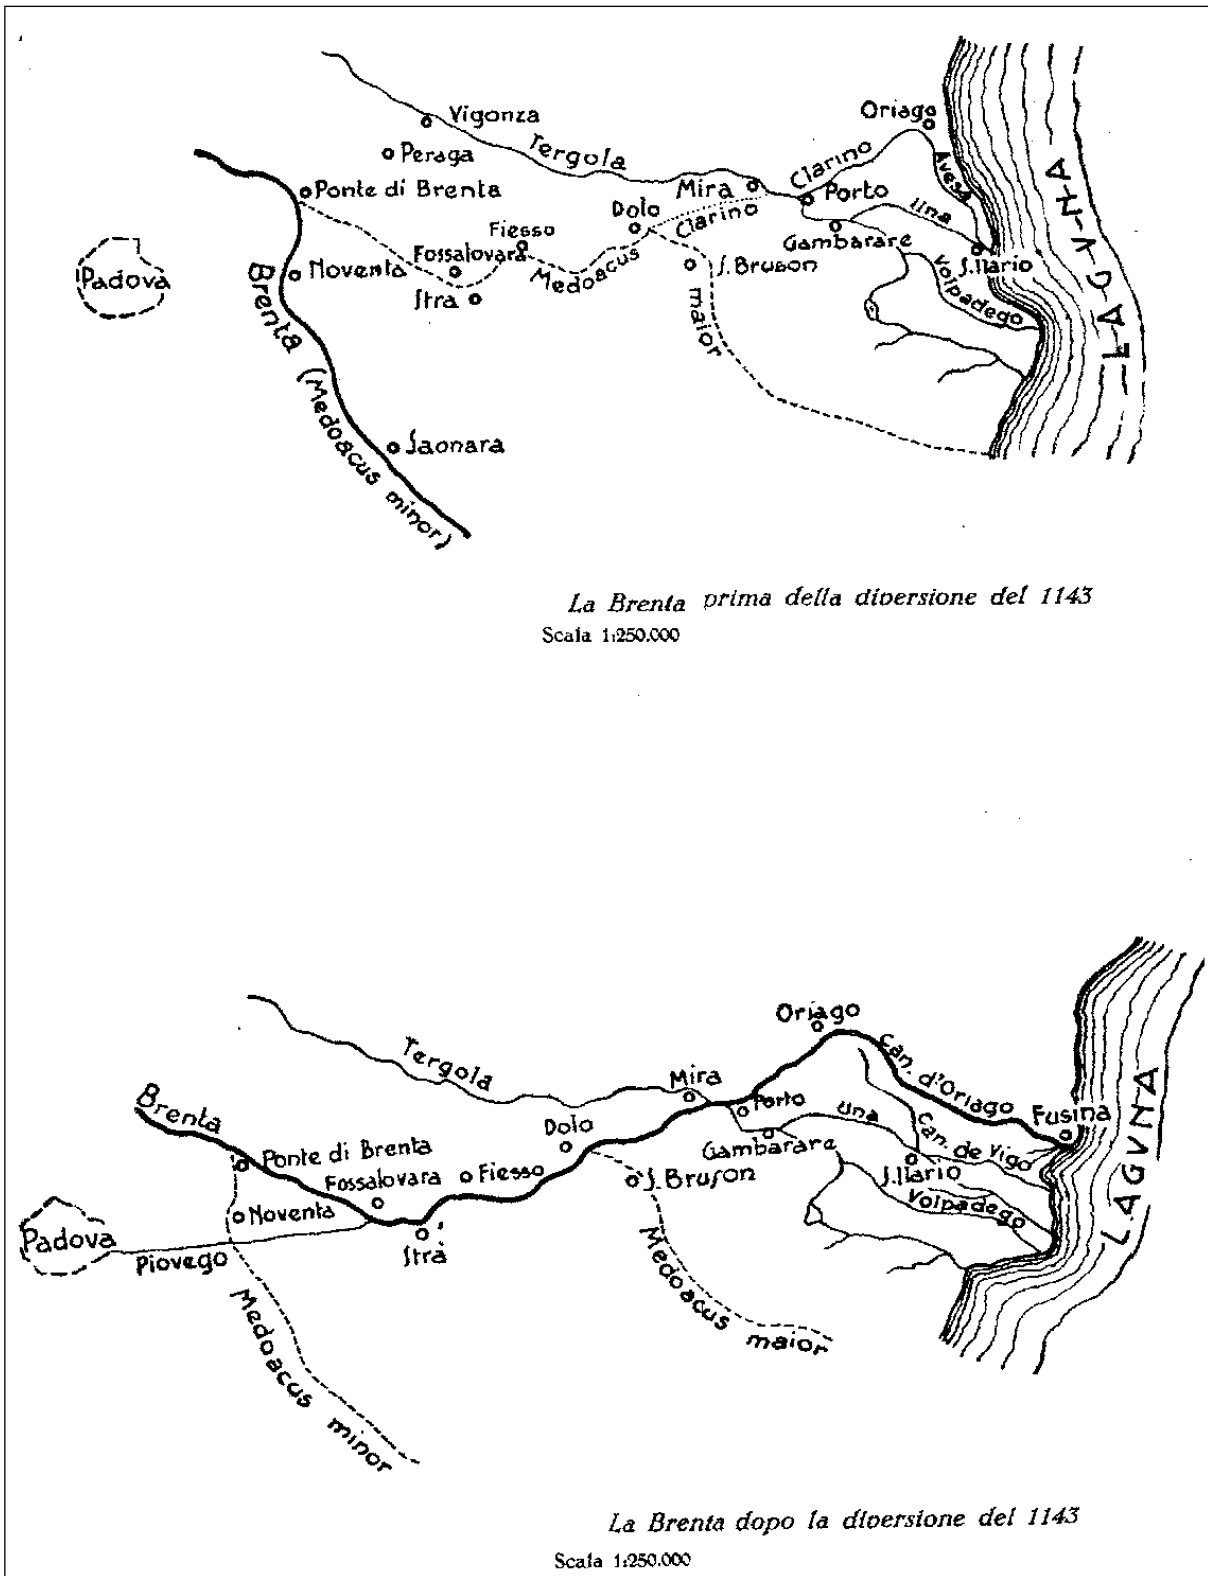 Vigonza
Peraga
Tergola
Ponte di Brenta
Padova
Noventa
Brenta (Medoacus minor)
Saonara
Fossalovara
Stra
Fiesso
Medoacus
maior
Dolo
Clarino
Mira
S. Bruson
Clarino
Porto
Oriago
Avesa
Una
Gambarare
S. Ilario
Volpadego
LAGVNA
La Brenta prima della diversione del 1143
Scala 1:250.000
Tergola
Brenta
Ponte di Brenta
Fossalovara
Noventa
Padova
Piovego
Medoacus minor
Strà
Fiesso
Dolo
S. Bruson
Medoacus maior
Mira
Porto
Gambarare
Oriago
Can. d'Oriago
Fusina
Una
Can. de Vigo
S. Ilario
Volpadego
LAGVNA
La Brenta dopo la diversione del 1143
Scala 1:250.000